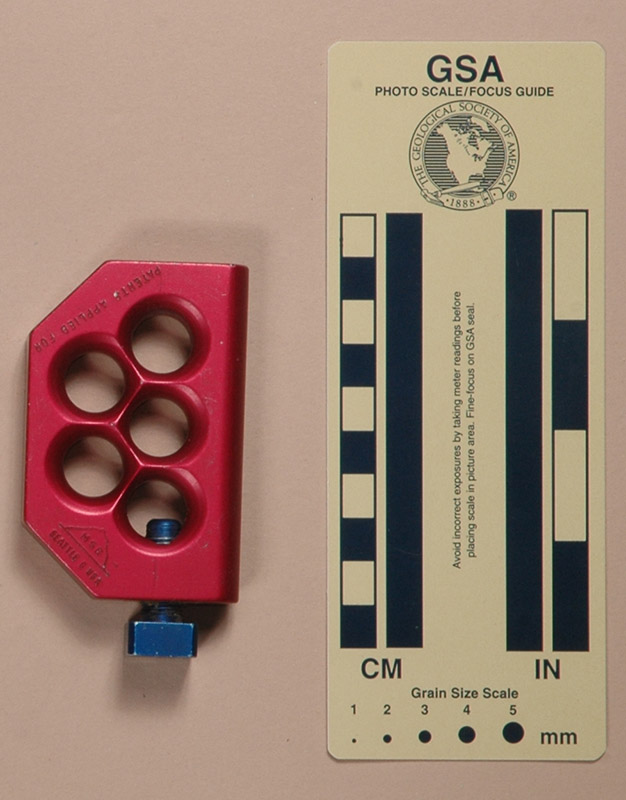 GSA
PHOTO SCALE/FOCUS GUIDE
THE GEOLOGICAL SOCIETY OF AMERICA
·1888·
®
Avoid incorrect exposures by taking meter readings before
placing scale in picture area. Fine-focus on GSA seal.
CM
IN
Grain Size Scale
1 2 3 4 5
mm
PATENTS APPLIED FOR
SEATTLE